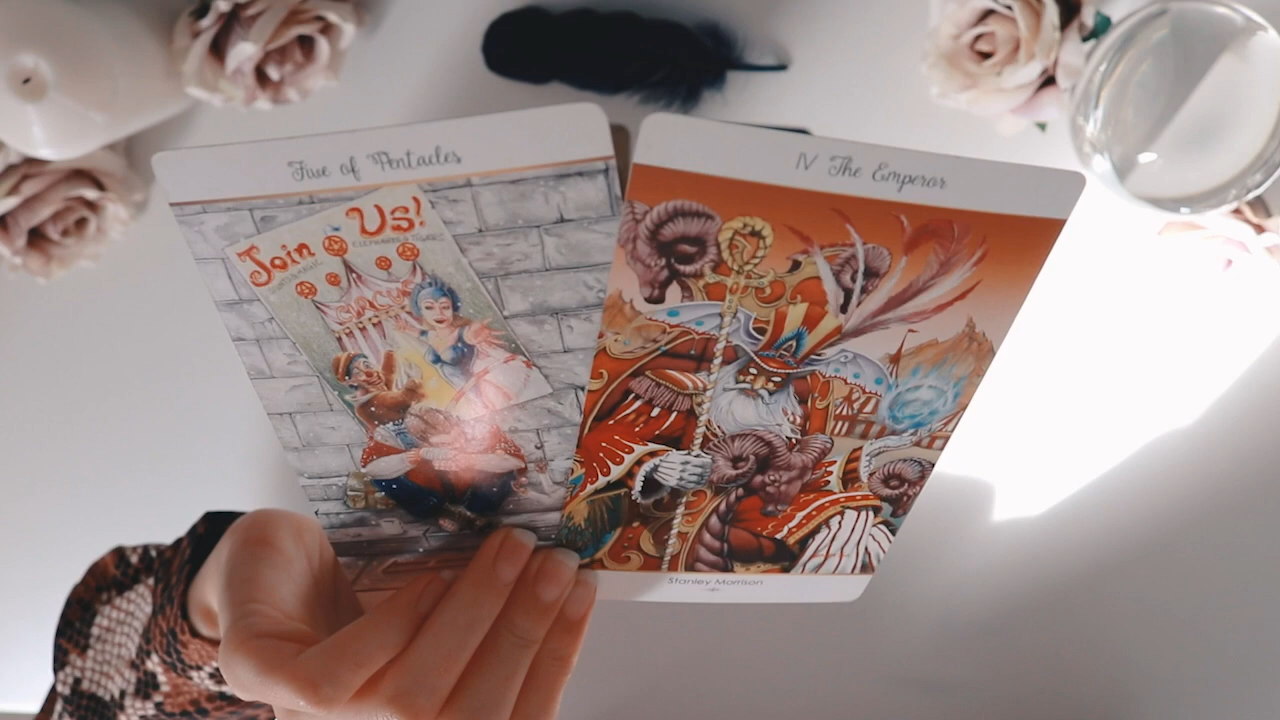 Five of Pentacles
Join Us!
CIRCUS
IV The Emperor
Stanley Morrison